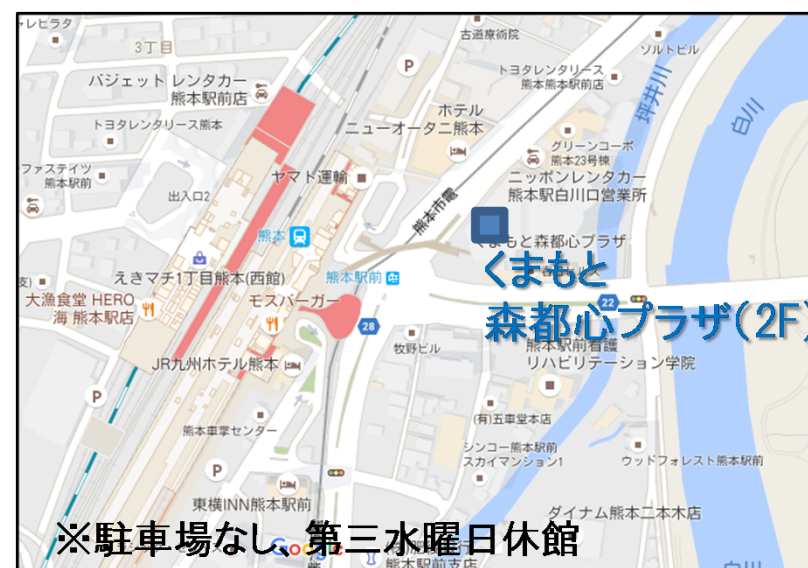 レヒラタ
3丁目
古道療術院
ソルトビル
P
バジェット レンタカー
熊本駅前店
トヨタレンタリース
熊本熊本駅前店
坪井川
白川
トヨタレンタリース熊本
ホテル
ニューオータニ熊本
グリーンコーポ
熊本23号棟
ファステイツ
熊本駅前
ヤマト運輸
ニッポンレンタカー
熊本駅白川口営業所
出入口2
熊本市電
熊本
くまもと森都心プラザ
くまもと
森都心プラザ(2F)
えきマチ1丁目熊本(西館)
熊本駅前
大漁食堂 HERO
海 熊本駅店
モスバーガー
22
28
牧野ビル
熊本駅前看護
リハビリテーション学院
JR九州ホテル熊本
P
(有)五車堂本店
熊本車掌センター
シンコー熊本駅前
スカイマンション1
ウッドフォレスト熊本駅前
P
東横INN熊本駅前
ダイナム熊本二本木店
※駐車場なし、第三水曜日休館
Google
熊本駅前支店
白川